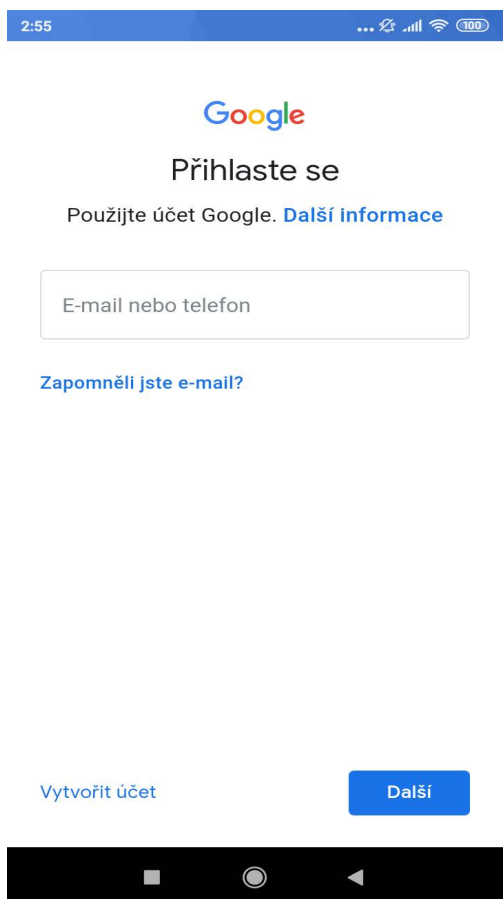 2:55
100
Google
Přihlaste se
Použijte účet Google. Další informace
E-mail nebo telefon
Zapomněli jste e-mail?
Vytvořit účet
Další